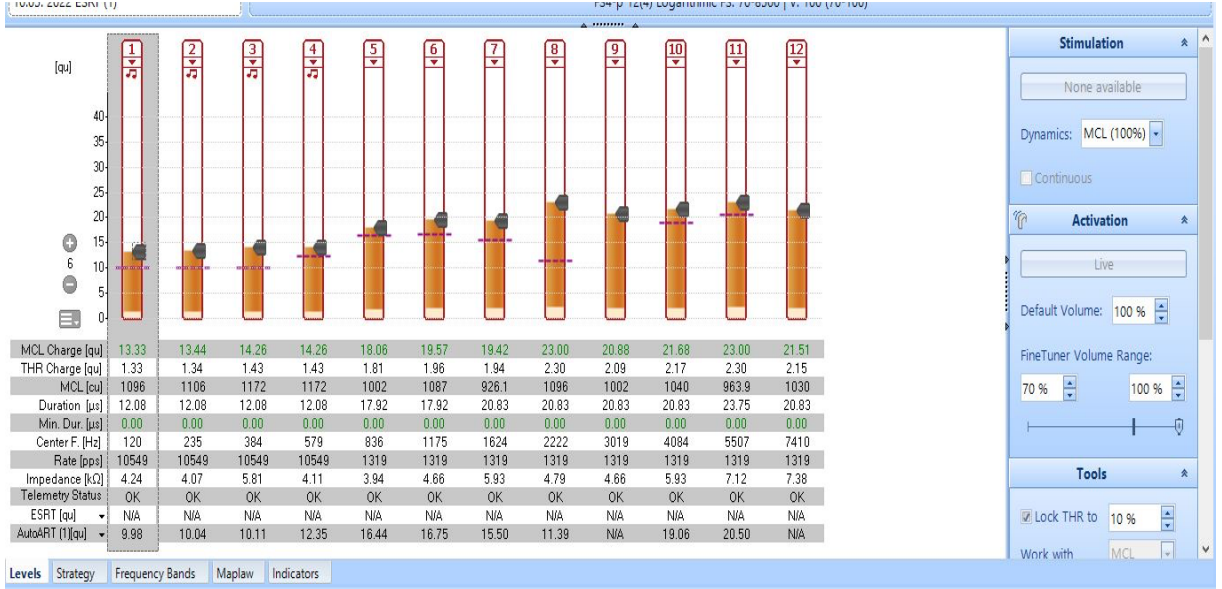 10.05. 2022 ESRT (1)
FS4-p 12(4) Logarithmic FS: 70-8500 | V: 100 (70-100)
1 2 3 4 5 6 7 8 9 10 11 12
[qu]
40
35
30
25
20
15
10
5
0
6
MCL Charge [qu] 13.33 13.44 14.26 14.26 18.06 19.57 19.42 23.00 20.88 21.68 23.00 21.51
THR Charge [qu] 1.33 1.34 1.43 1.43 1.81 1.96 1.94 2.30 2.09 2.17 2.30 2.15
MCL [cu] 1096 1106 1172 1172 1002 1087 926.1 1096 1002 1040 963.9 1030
Duration [µs] 12.08 12.08 12.08 12.08 17.92 17.92 20.83 20.83 20.83 20.83 23.75 20.83
Min. Dur. [µs] 0.00 0.00 0.00 0.00 0.00 0.00 0.00 0.00 0.00 0.00 0.00 0.00
Center F. [Hz] 120 235 384 579 836 1175 1624 2222 3019 4084 5507 7410
Rate [pps] 10549 10549 10549 10549 1319 1319 1319 1319 1319 1319 1319 1319
Impedance [kΩ] 4.24 4.07 5.81 4.11 3.94 4.66 5.93 4.79 4.66 5.93 7.12 7.38
Telemetry Status OK OK OK OK OK OK OK OK OK OK OK OK
ESRT [qu] N/A N/A N/A N/A N/A N/A N/A N/A N/A N/A N/A N/A
AutoART (1)[qu] 9.98 10.04 10.11 12.35 16.44 16.75 15.50 11.39 N/A 19.06 20.50 N/A
Levels Strategy Frequency Bands Maplaw Indicators
Stimulation
None available
Dynamics: MCL (100%)
Continuous
Activation
Live
Default Volume: 100 %
FineTuner Volume Range:
70 % 100 %
Tools
Lock THR to 10 %
Work with MCL